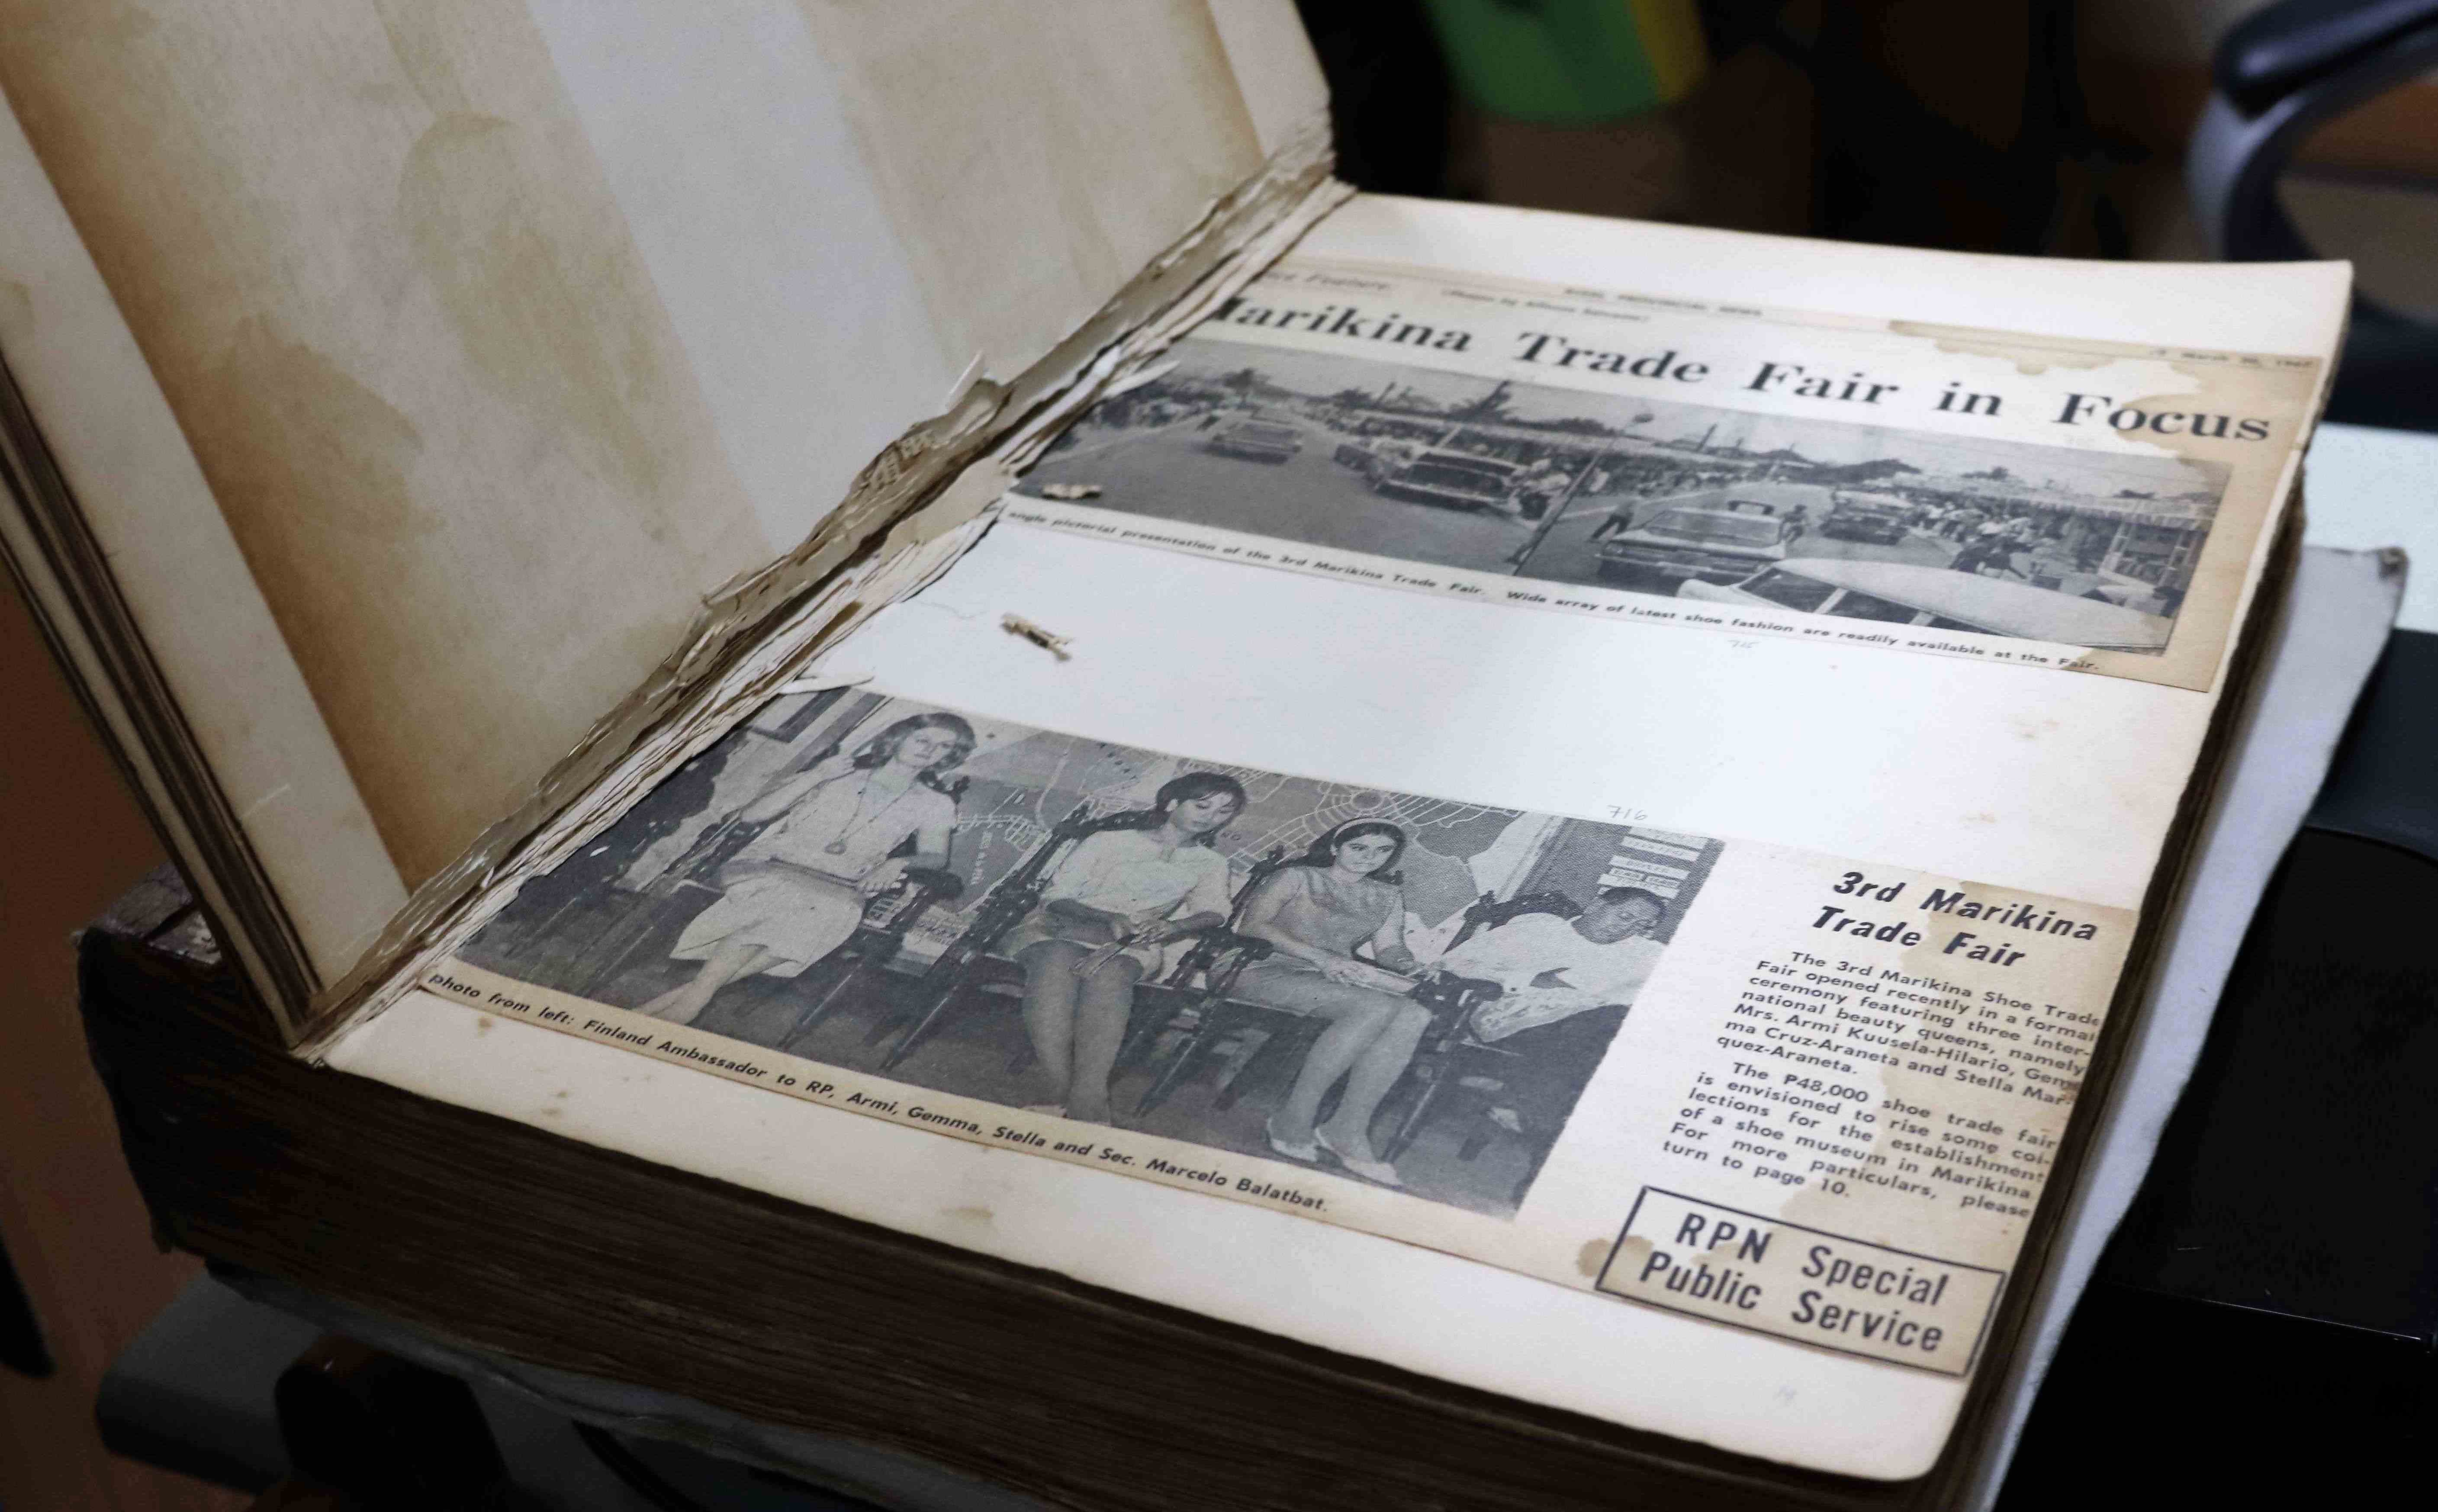 Marikina Trade Fair in Focus
angle pictorial presentation of the 3rd Marikina Trade Fair. Wide array of latest shoe fashion are readily available at the Fair.
716
photo from left: Finland Ambassador to RP, Armi, Gemma, Stella and Sec. Marcelo Balatbat.
3rd Marikina
Trade Fair
The 3rd Marikina Shoe Trade
Fair opened recently in a formal
ceremony featuring three inter-
national beauty queens, namely
Mrs. Armi Kuusela-Hilario, Gem-
ma Cruz-Araneta and Stella Mar-
quez-Araneta.
The ₱48,000 shoe trade fair
is envisioned to rise some col-
lections for the establishment
of a shoe museum in Marikina.
For more particulars, please
turn to page 10.
RPN Special
Public Service